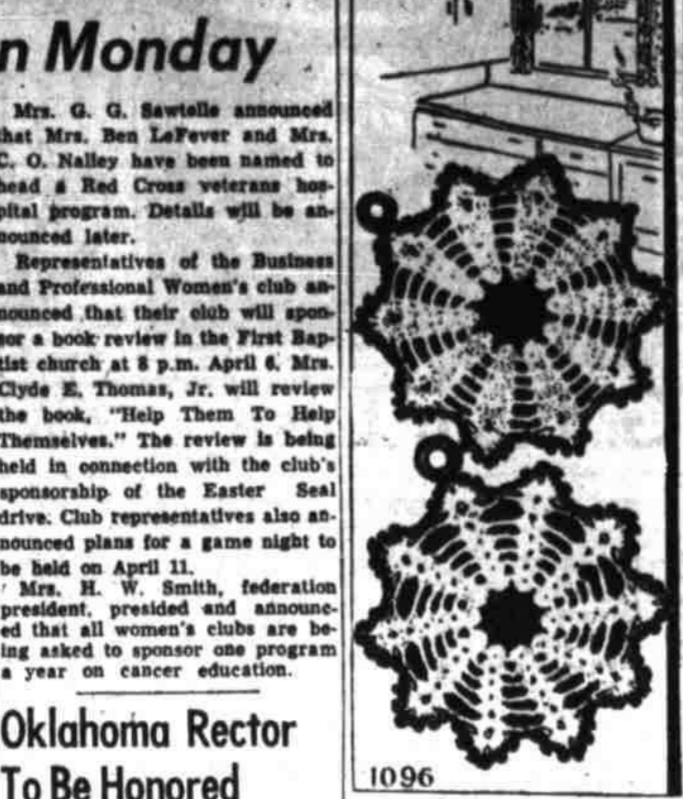 n Monday
Mrs. G. G. Sawtelle announced
that Mrs. Ben LeFever and Mrs.
C. O. Nalley have been named to
head a Red Cross veterans hos-
pital program. Details will be an-
nounced later.
Representatives of the Business
and Professional Women's club an-
nounced that their club will spon-
sor a book review in the First Bap-
tist church at 8 p.m. April 6. Mrs.
Clyde E. Thomas, Jr. will review
the book, "Help Them To Help
Themselves." The review is being
held in connection with the club's
sponsorship of the Easter Seal
drive. Club representatives also an-
nounced plans for a game night to
be held on April 11.
Mrs. H. W. Smith, federation
president, presided and announc-
ed that all women's clubs are be-
ing asked to sponsor one program
a year on cancer education.
Oklahoma Rector
To Be Honored
1096